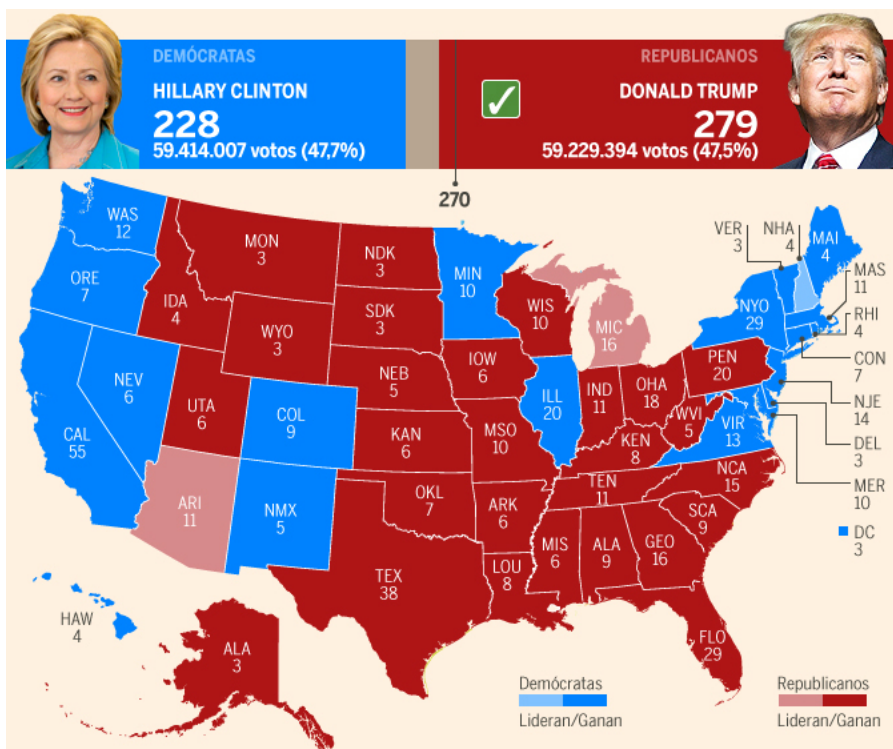 DEMÓCRATAS
HILLARY CLINTON
228
59.414.007 votos (47,7%)
REPUBLICANOS
DONALD TRUMP
279
59.229.394 votos (47,5%)
270
WAS
12
ORE
7
CAL
55
NEV
6
IDA
4
MON
3
WYO
3
UTA
6
COL
9
ARI
11
NMX
5
NDK
3
SDK
3
NEB
5
KAN
6
OKL
7
TEX
38
MIN
10
IOW
6
MSO
10
ARK
6
LOU
8
WIS
10
ILL
20
MIC
16
IND
11
OHA
18
KEN
8
TEN
11
MIS
6
ALA
9
GEO
16
FLO
29
SCA
9
NCA
15
VIR
13
WVI
5
PEN
20
NYO
29
VER
3
NHA
4
MAI
4
MAS
11
RHI
4
CON
7
NJE
14
DEL
3
MER
10
DC
3
HAW
4
ALA
3
Demócratas
Lideran/Ganan
Republicanos
Lideran/Ganan